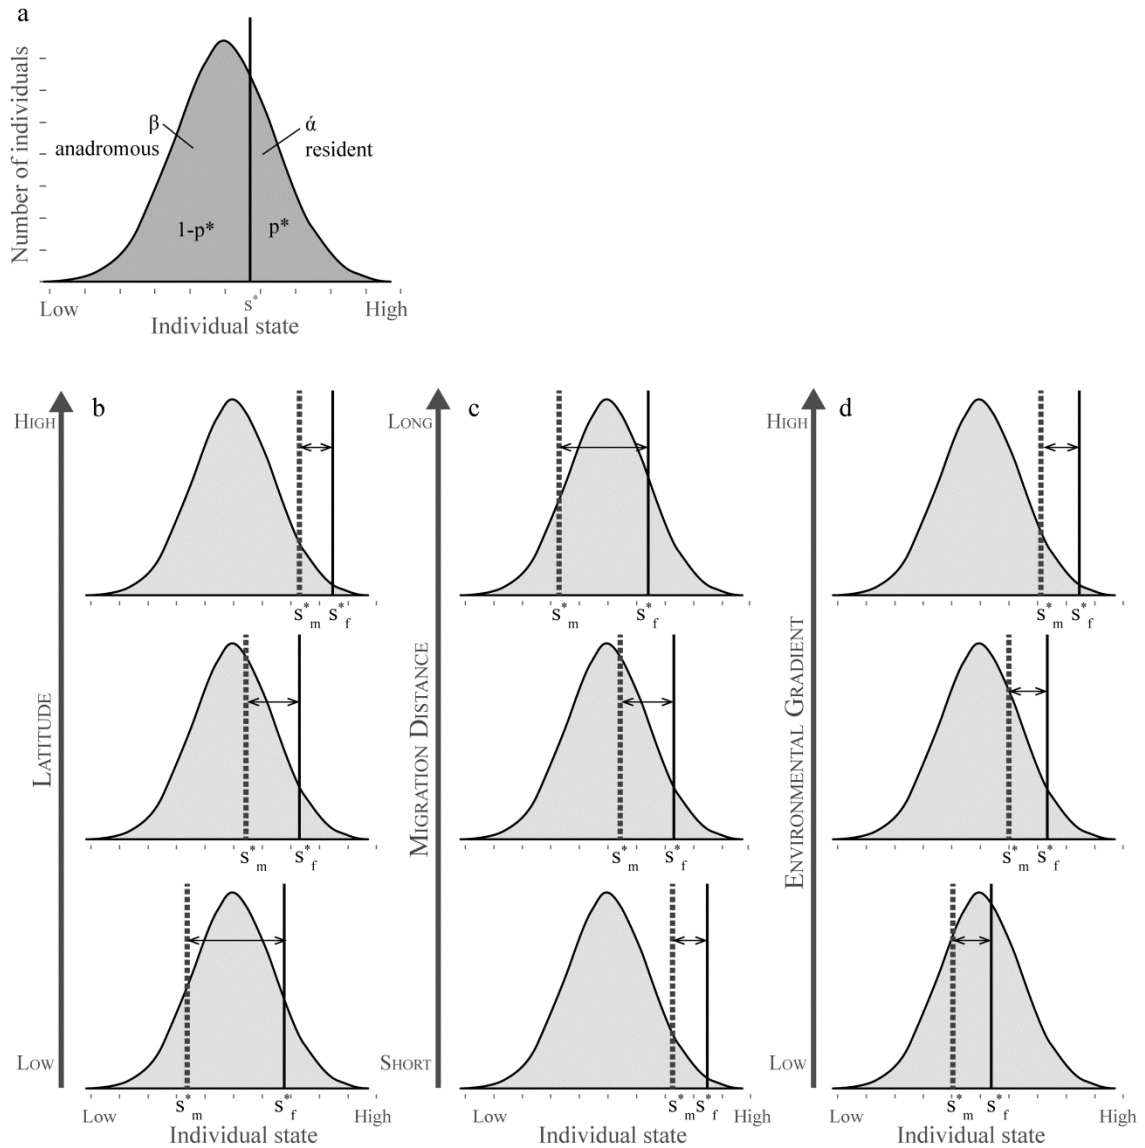 a
Number of individuals
β
anadromous
ά
resident
1-p*
p*
s*
Low
High
Individual state
b
HIGH
LATITUDE
LOW
s*m s*f
s*m s*f
s*m s*f
Low
High
Individual state
c
LONG
MIGRATION DISTANCE
SHORT
s*m s*f
s*m s*f
s*m s*f
Low
High
Individual state
d
HIGH
ENVIRONMENTAL GRADIENT
LOW
s*m s*f
s*m s*f
s*m s*f
Low
High
Individual state